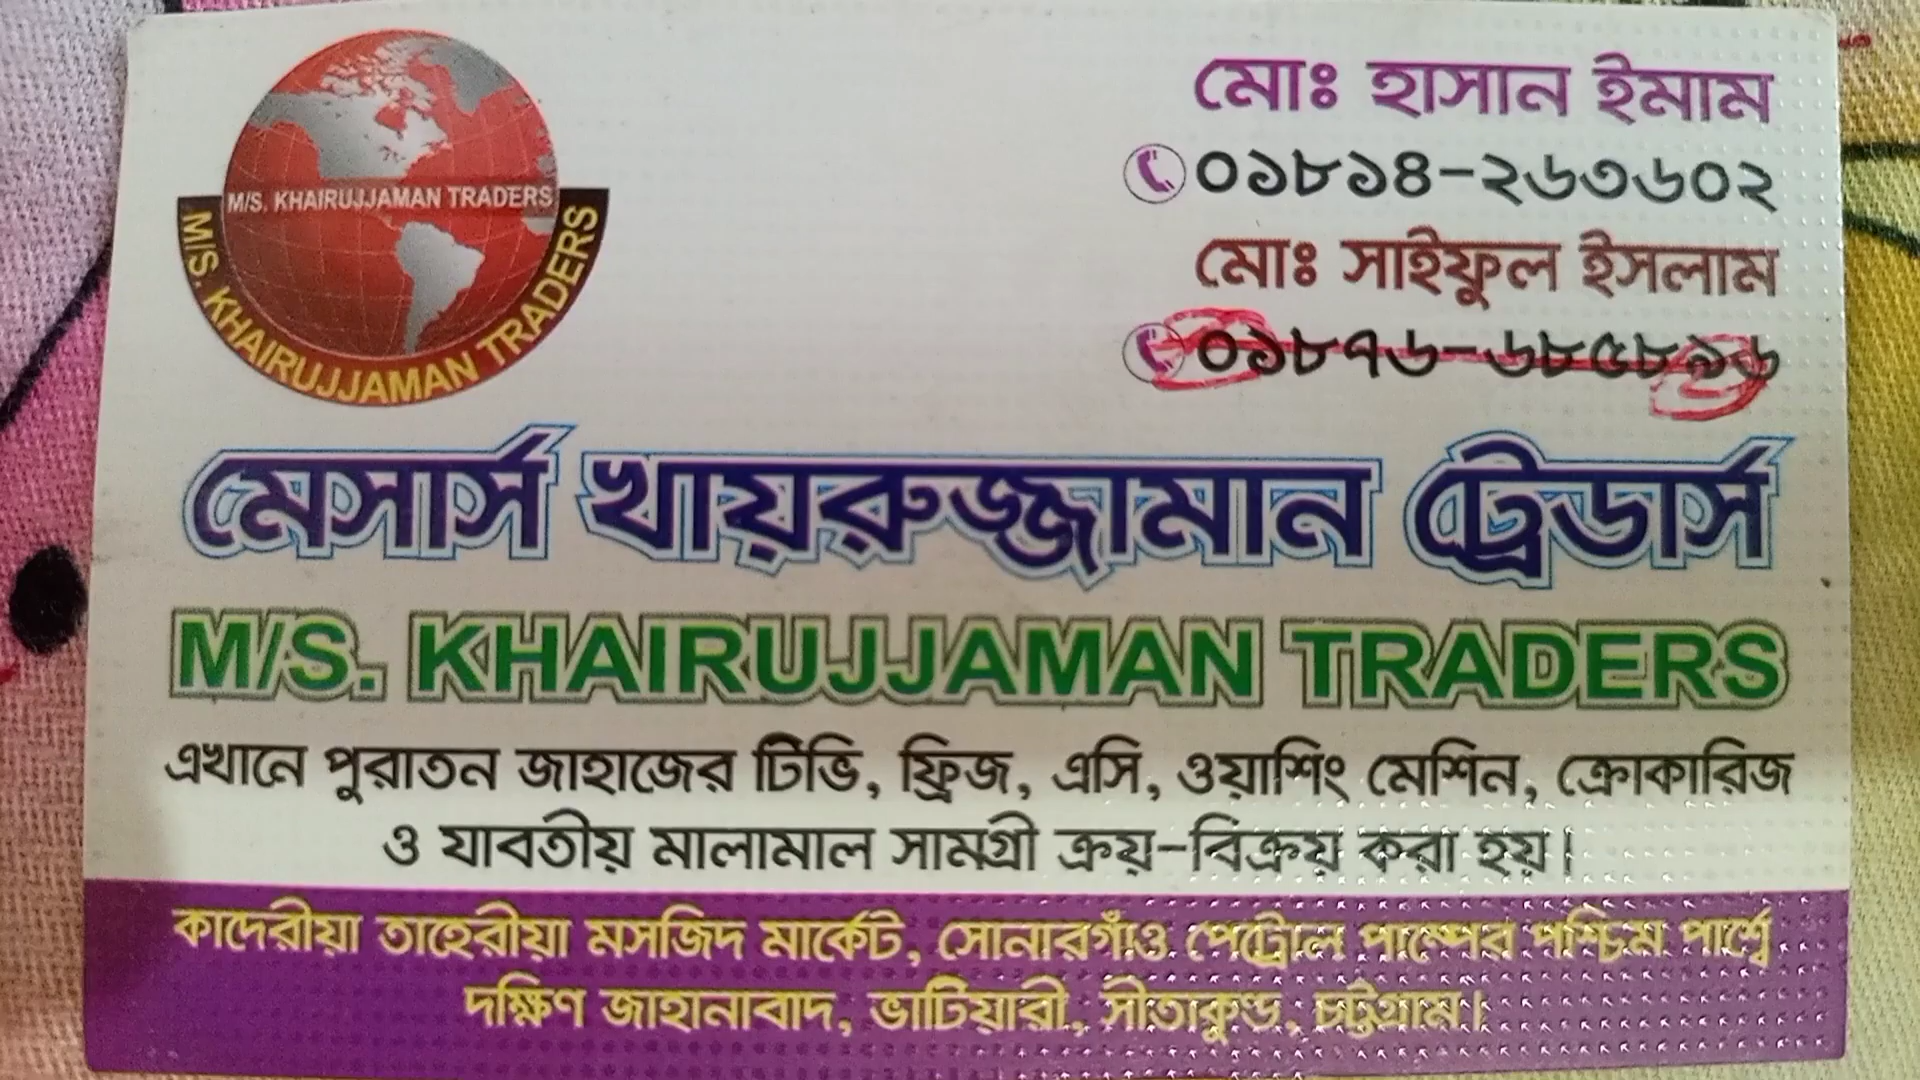 M/S. KHAIRUJJAMAN TRADERS
M/S. KHAIRUJJAMAN TRADERS
মোঃ হাসান ইমাম
০১৮১৪-২৬৩৬০২
মোঃ সাইফুল ইসলাম
০১৮৭৬-৬৮৫৮৯৬
মেসার্স খায়রুজ্জামান ট্রেডার্স
M/S. KHAIRUJJAMAN TRADERS
এখানে পুরাতন জাহাজের টিভি, ফ্রিজ, এসি, ওয়াশিং মেশিন, ক্রোকারিজ
ও যাবতীয় মালামাল সামগ্রী ক্রয়-বিক্রয় করা হয়।
কাদেরীয়া তাহেরীয়া মসজিদ মার্কেট, সোনারগাঁও পেট্রোল পাম্পের পশ্চিম পার্শ্বে
দক্ষিণ জাহানাবাদ, ভাটিয়ারী, সীতাকুন্ড, চট্টগ্রাম।